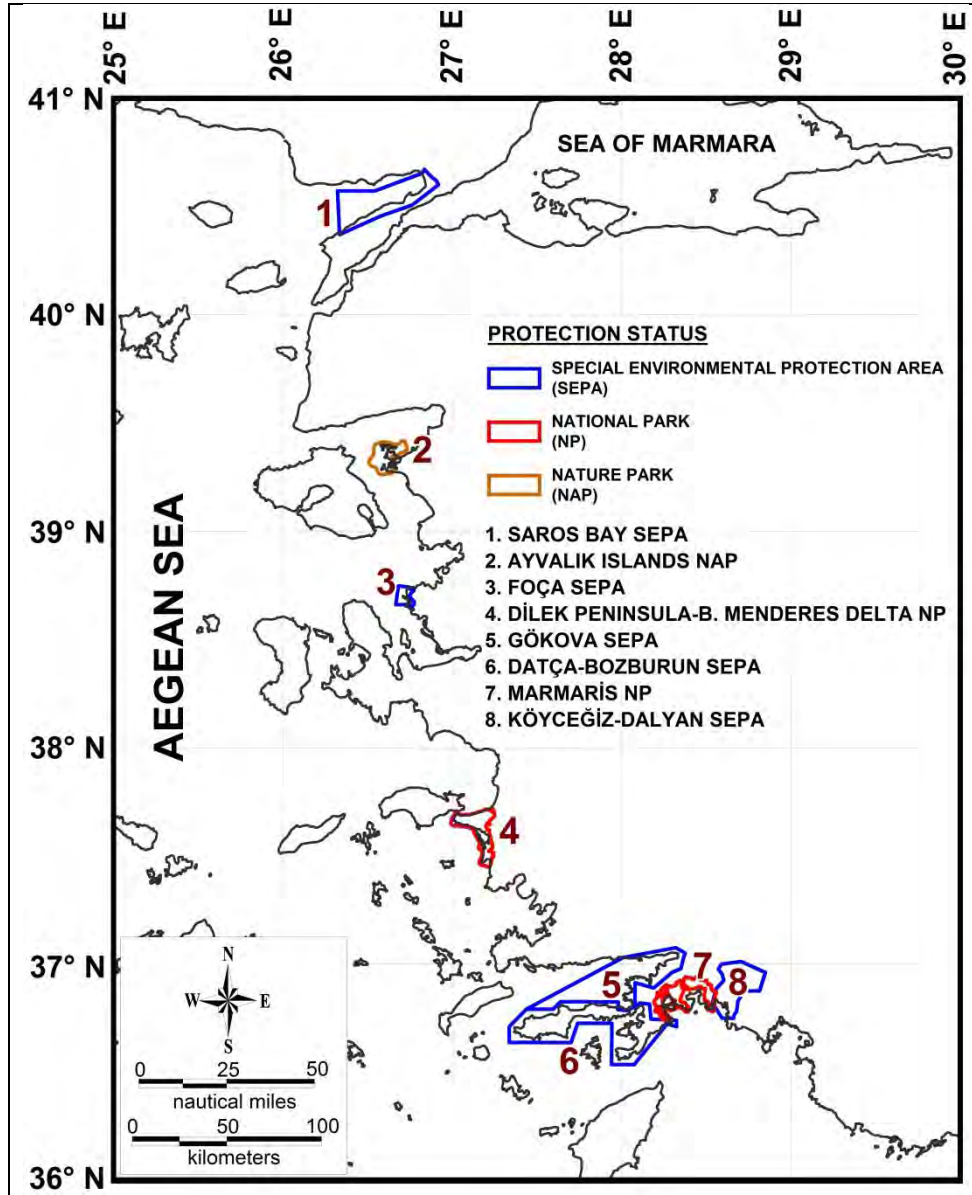 25° E
26° E
27° E
28° E
29° E
30° E
41° N
SEA OF MARMARA
1
40° N
PROTECTION STATUS
SPECIAL ENVIRONMENTAL PROTECTION AREA
(SEPA)
NATIONAL PARK
(NP)
NATURE PARK
(NAP)
2
39° N
1. SAROS BAY SEPA
2. AYVALIK ISLANDS NAP
3. FOÇA SEPA
4. DİLEK PENINSULA-B. MENDERES DELTA NP
5. GÖKOVA SEPA
6. DATÇA-BOZBURUN SEPA
7. MARMARİS NP
8. KÖYCEĞİZ-DALYAN SEPA
3
AEGEAN SEA
38° N
4
37° N
5
7
8
6
N
W
E
S
0 25 50
nautical miles
0 50 100
kilometers
36° N